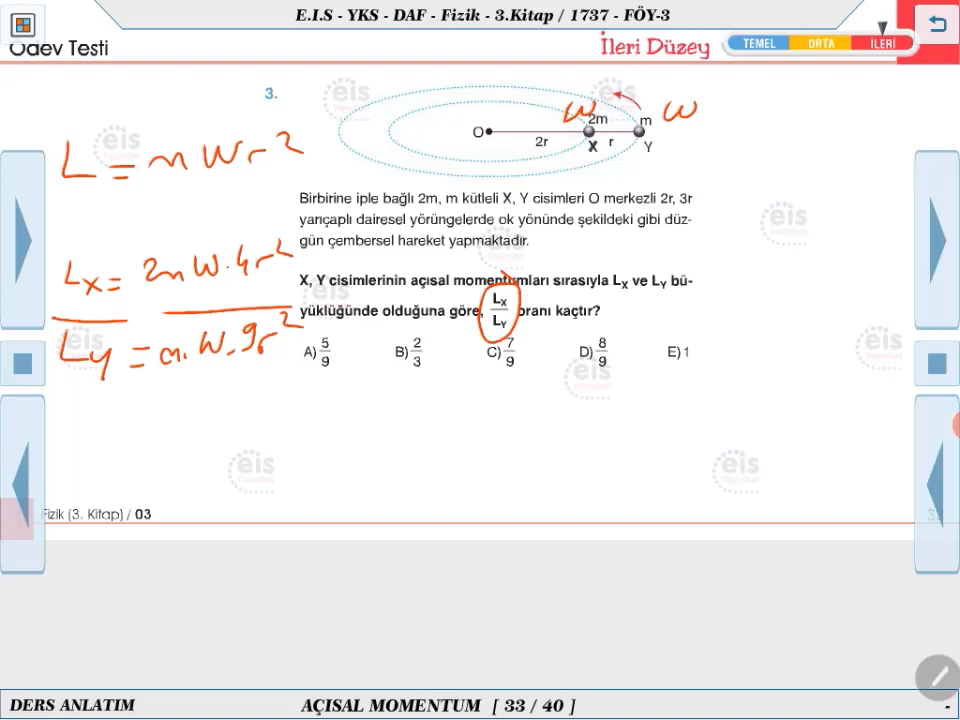 E.I.S - YKS - DAF - Fizik - 3.Kitap / 1737 - FÖY-3
Ödev Testi
İleri Düzey
TEMEL ORTA İLERİ
3.
ω 2m m ω
O 2r X r Y
L = mωr²
Birbirine iple bağlı 2m, m kütleli X, Y cisimleri O merkezli 2r, 3r
yarıçaplı dairesel yörüngelerde ok yönünde şekildeki gibi düz-
gün çembersel hareket yapmaktadır.
Lx = 2m ω.4r²
Ly = m.ω.9r²
X, Y cisimlerinin açısal momentumları sırasıyla LX ve LY bü-
yüklüğünde olduğuna göre, LX/LY oranı kaçtır?
A) 5/9 B) 2/3 C) 7/9 D) 8/9 E) 1
eis
Yayınları
Fizik (3. Kitap) / 03
DERS ANLATIM
AÇISAL MOMENTUM [ 33 / 40 ]
-